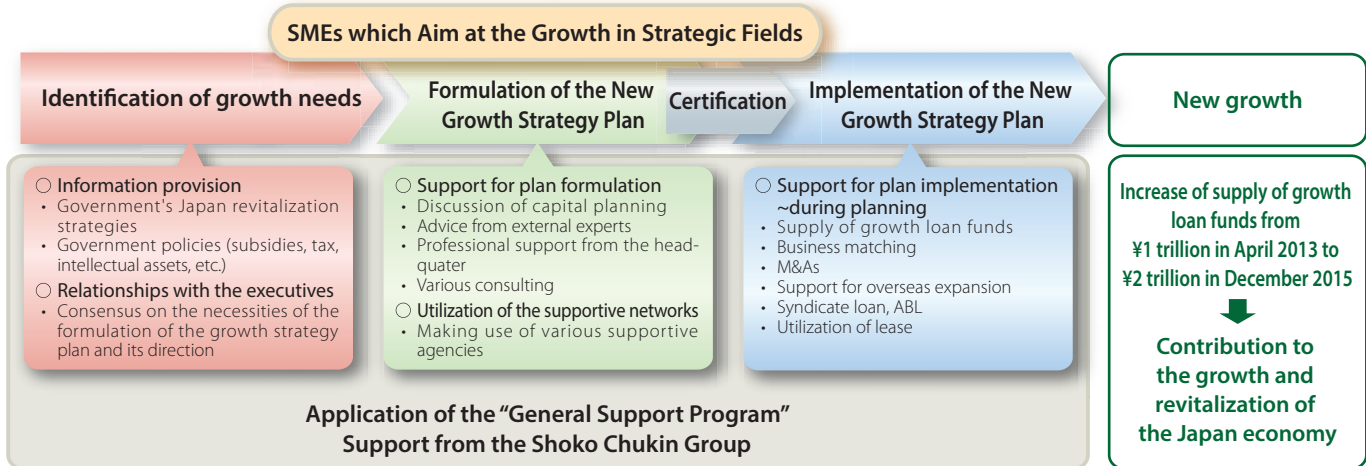 SMEs which Aim at the Growth in Strategic Fields
Identification of growth needs
Formulation of the New
Growth Strategy Plan
Certification
Implementation of the New
Growth Strategy Plan
New growth
○ Information provision
・ Government's Japan revitalization
strategies
・ Government policies (subsidies, tax,
intellectual assets, etc.)
○ Relationships with the executives
・ Consensus on the necessities of the
formulation of the growth strategy
plan and its direction
○ Support for plan formulation
・ Discussion of capital planning
・ Advice from external experts
・ Professional support from the head-
quater
・ Various consulting
○ Utilization of the supportive networks
・ Making use of various supportive
agencies
○ Support for plan implementation
~during planning
・ Supply of growth loan funds
・ Business matching
・ M&As
・ Support for overseas expansion
・ Syndicate loan, ABL
・ Utilization of lease
Application of the “General Support Program”
Support from the Shoko Chukin Group
Increase of supply of growth
loan funds from
¥1 trillion in April 2013 to
¥2 trillion in December 2015
Contribution to
the growth and
revitalization of
the Japan economy